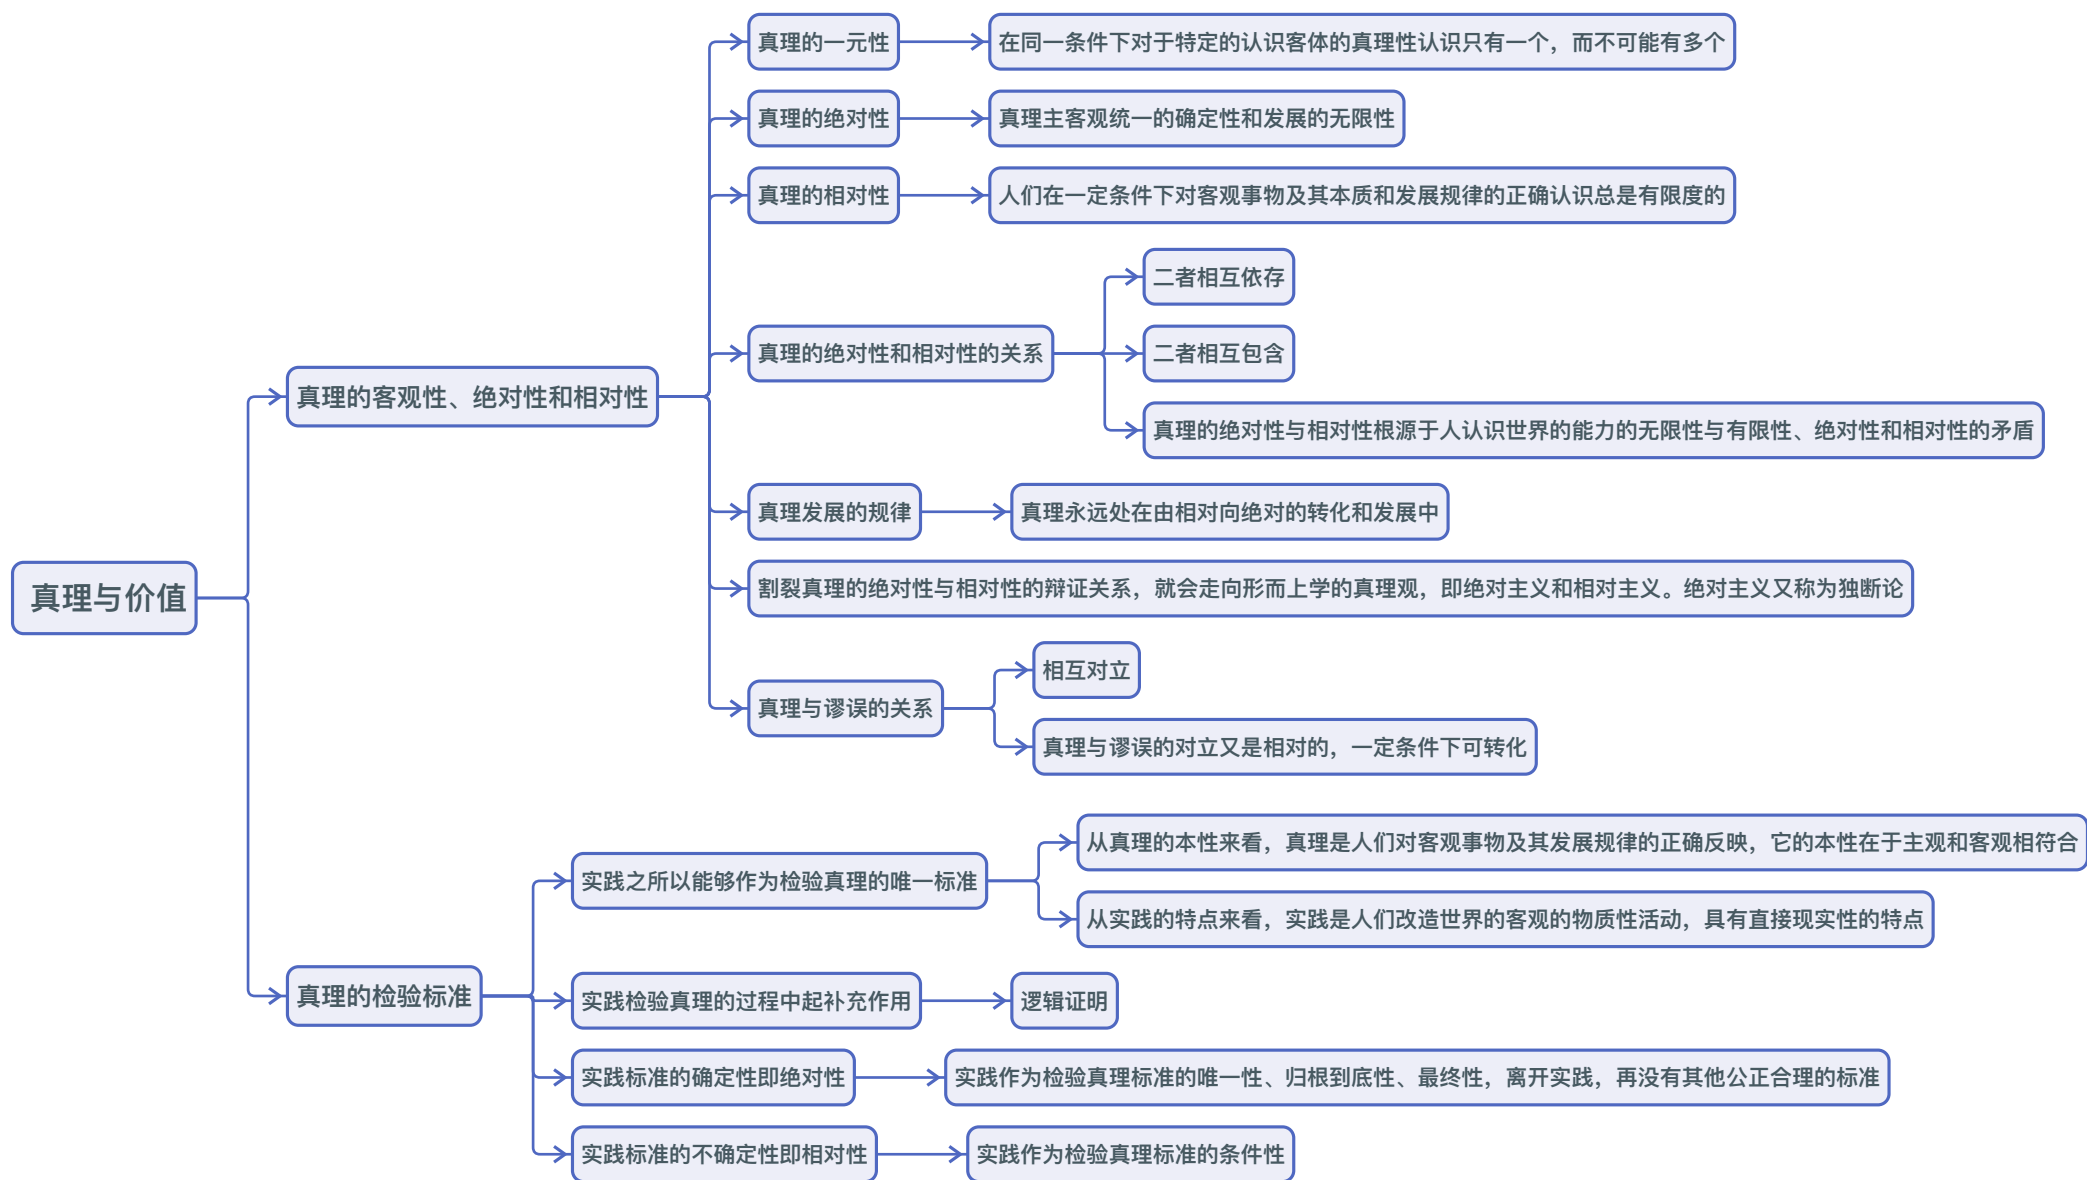 真理与价值
真理的客观性、绝对性和相对性
真理的一元性
在同一条件下对于特定的认识客体的真理性认识只有一个，而不可能有多个
真理的绝对性
真理主客观统一的确定性和发展的无限性
真理的相对性
人们在一定条件下对客观事物及其本质和发展规律的正确认识总是有限度的
真理的绝对性和相对性的关系
二者相互依存
二者相互包含
真理的绝对性与相对性根源于人认识世界的能力的无限性与有限性、绝对性和相对性的矛盾
真理发展的规律
真理永远处在由相对向绝对的转化和发展中
割裂真理的绝对性与相对性的辩证关系，就会走向形而上学的真理观，即绝对主义和相对主义。绝对主义又称为独断论
真理与谬误的关系
相互对立
真理与谬误的对立又是相对的，一定条件下可转化
真理的检验标准
实践之所以能够作为检验真理的唯一标准
从真理的本性来看，真理是人们对客观事物及其发展规律的正确反映，它的本性在于主观和客观相符合
从实践的特点来看，实践是人们改造世界的客观的物质性活动，具有直接现实性的特点
实践检验真理的过程中起补充作用
逻辑证明
实践标准的确定性即绝对性
实践作为检验真理标准的唯一性、归根到底性、最终性，离开实践，再没有其他公正合理的标准
实践标准的不确定性即相对性
实践作为检验真理标准的条件性